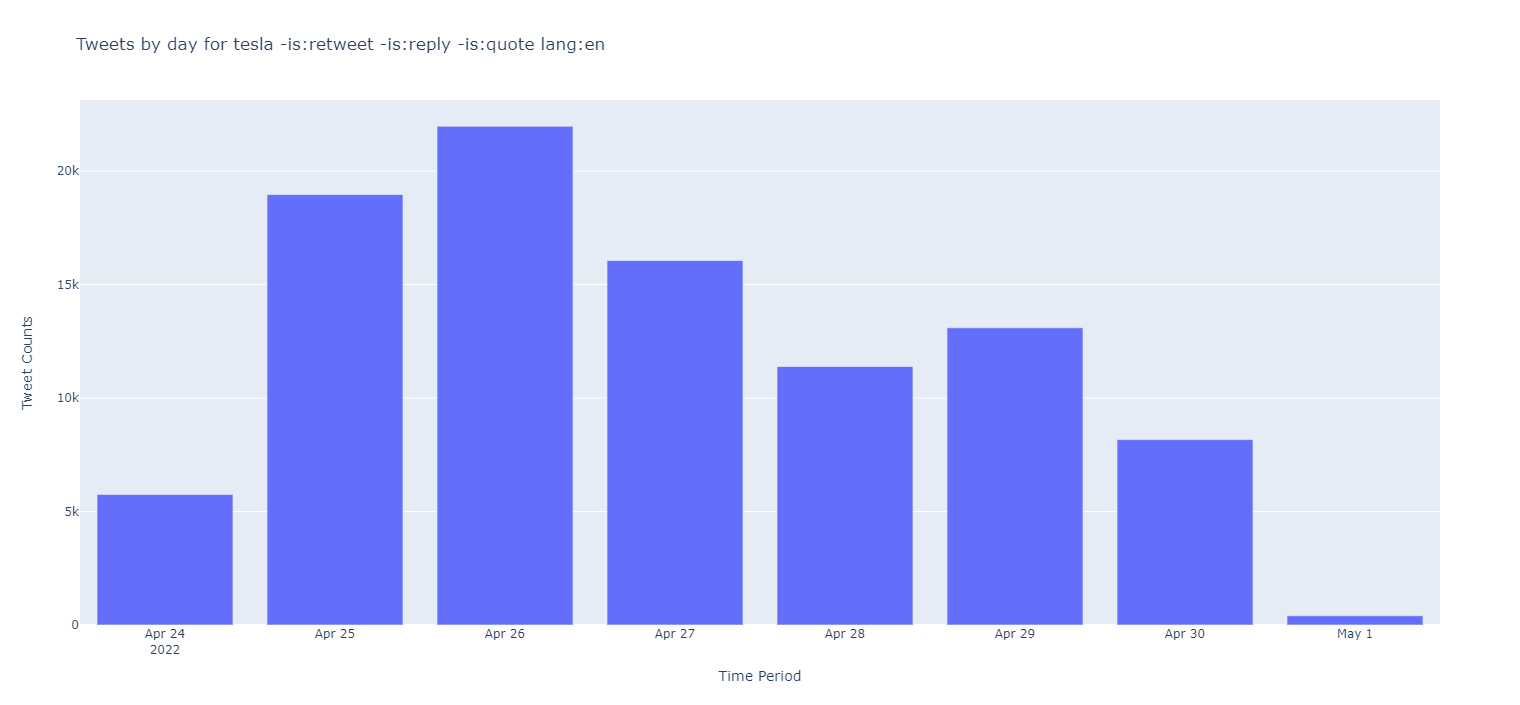 Tweets by day for tesla -is:retweet -is:reply -is:quote lang:en
20k
15k
10k
5k
0
Tweet Counts
Apr 24
2022
Apr 25
Apr 26
Apr 27
Apr 28
Apr 29
Apr 30
May 1
Time Period